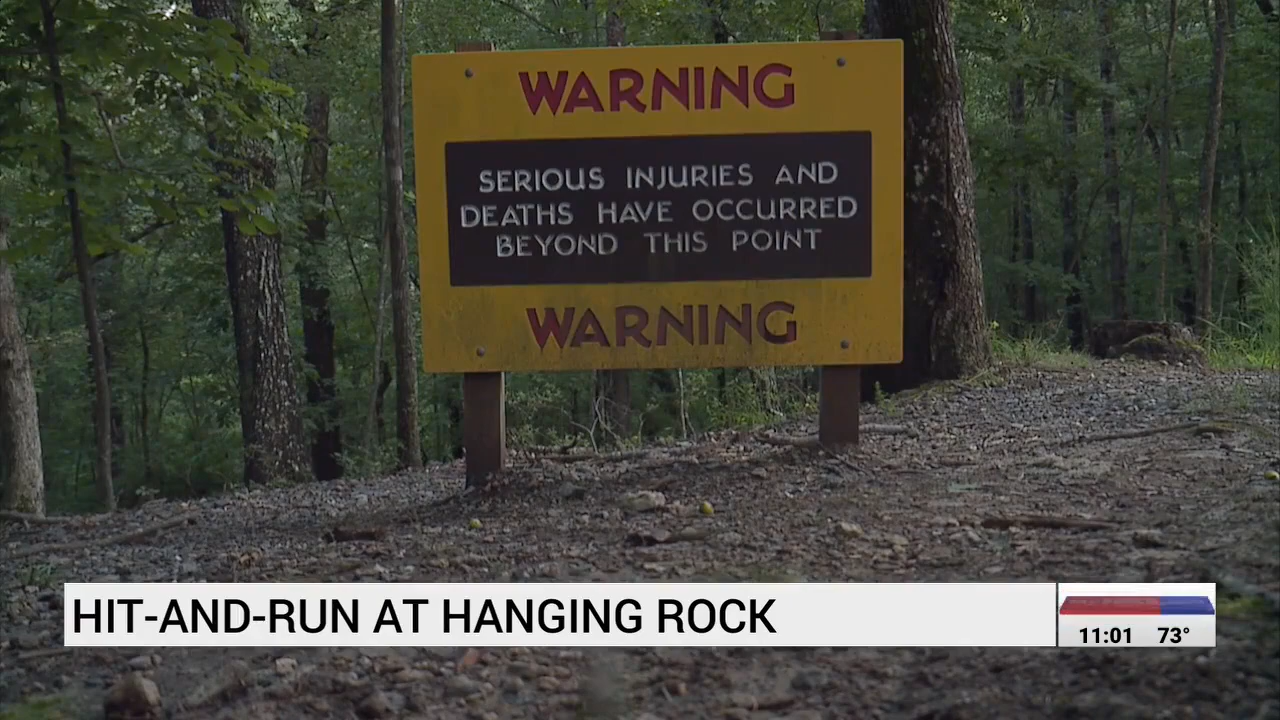 WARNING
SERIOUS INJURIES AND
DEATHS HAVE OCCURRED
BEYOND THIS POINT
WARNING
HIT-AND-RUN AT HANGING ROCK
11:01 73°